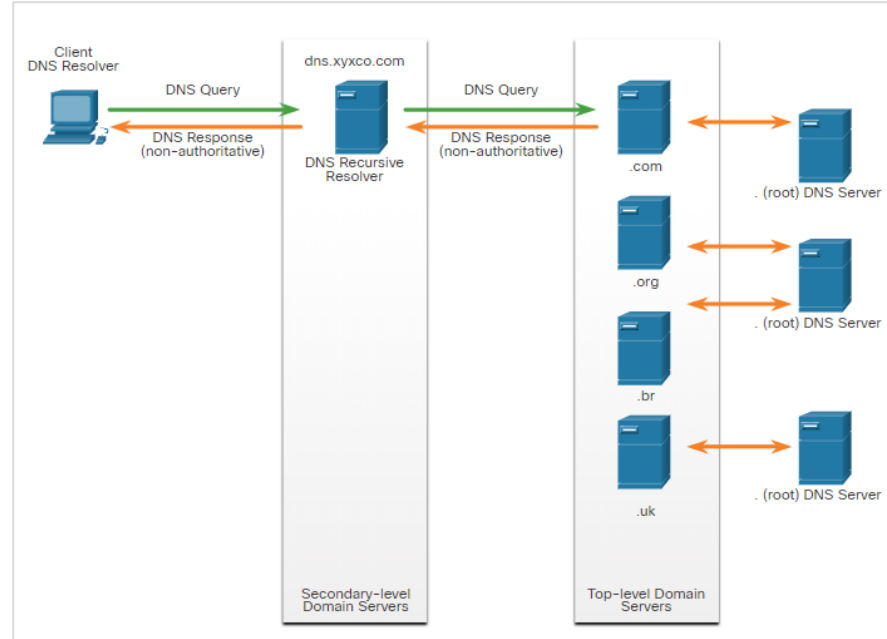 Client
DNS Resolver
dns.xyxco.com
DNS Query
DNS Query
DNS Response
(non-authoritative)
DNS Response
(non-authoritative)
DNS Recursive
Resolver
.com
. (root) DNS Server
.org
. (root) DNS Server
.br
.uk
. (root) DNS Server
Secondary-level
Domain Servers
Top-level Domain
Servers